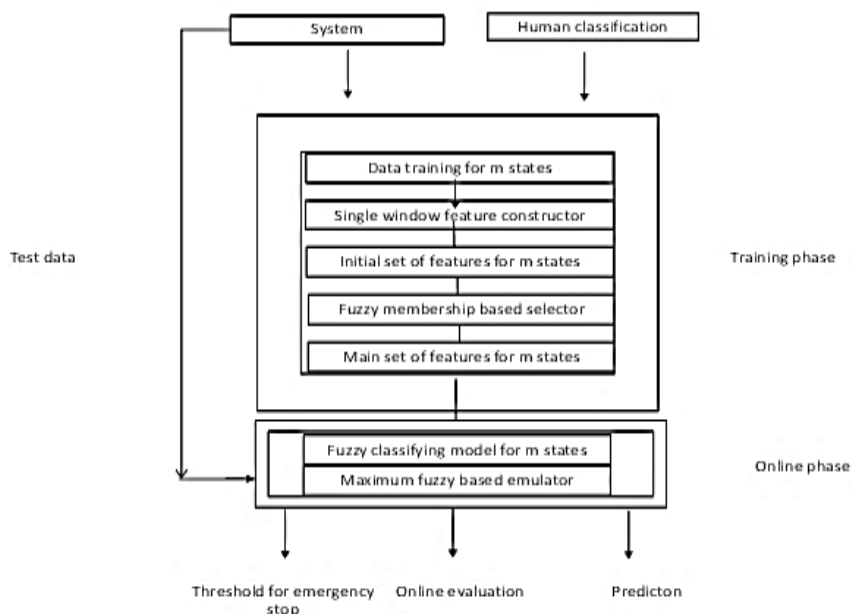 System
Human classification
Data training for m states
Single window feature constructor
Test data
Initial set of features for m states
Training phase
Fuzzy membership based selector
Main set of features for m states
Fuzzy classifying model for m states
Online phase
Maximum fuzzy based emulator
Threshold for emergency
stop
Online evaluation
Predicton